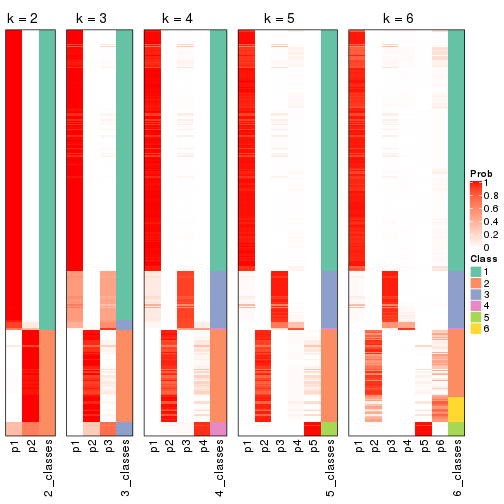 k = 2
k = 3
k = 4
k = 5
k = 6
Prob
1
0.8
0.6
0.4
0.2
0
Class
1
2
3
4
5
6
p1
p2
2_classes
p1
p2
p3
3_classes
p1
p2
p3
p4
4_classes
p1
p2
p3
p4
p5
5_classes
p1
p2
p3
p4
p5
p6
6_classes